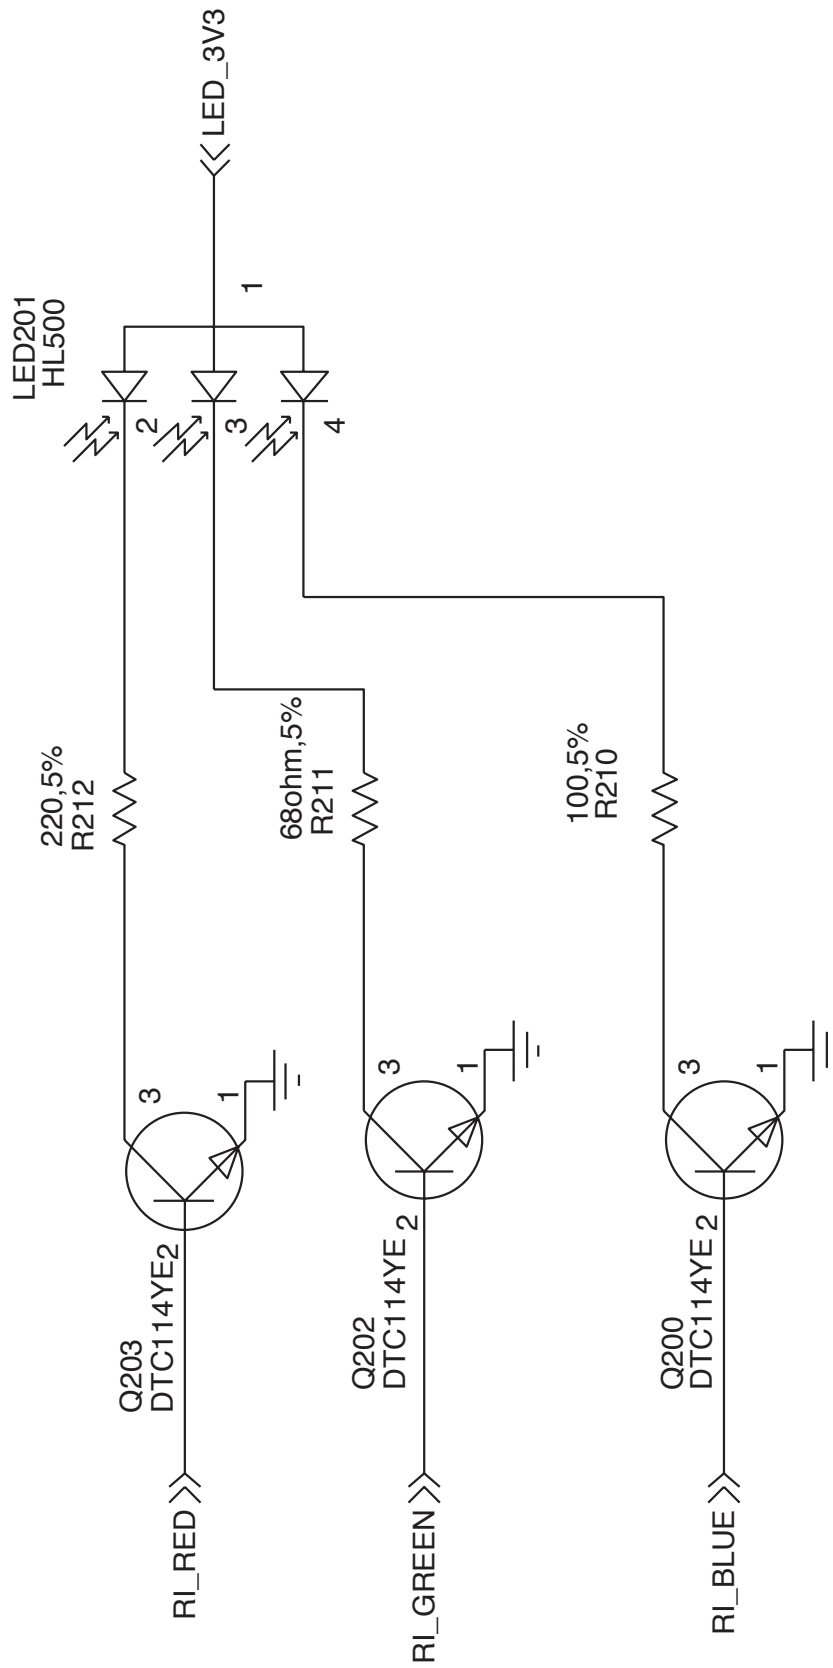 LED_3V3
LED201
HL500
1
2
3
4
220,5%
R212
68ohm,5%
R211
100,5%
R210
3
1
2
Q203
DTC114YE
RI_RED
3
1
2
Q202
DTC114YE
RI_GREEN
3
1
2
Q200
DTC114YE
RI_BLUE